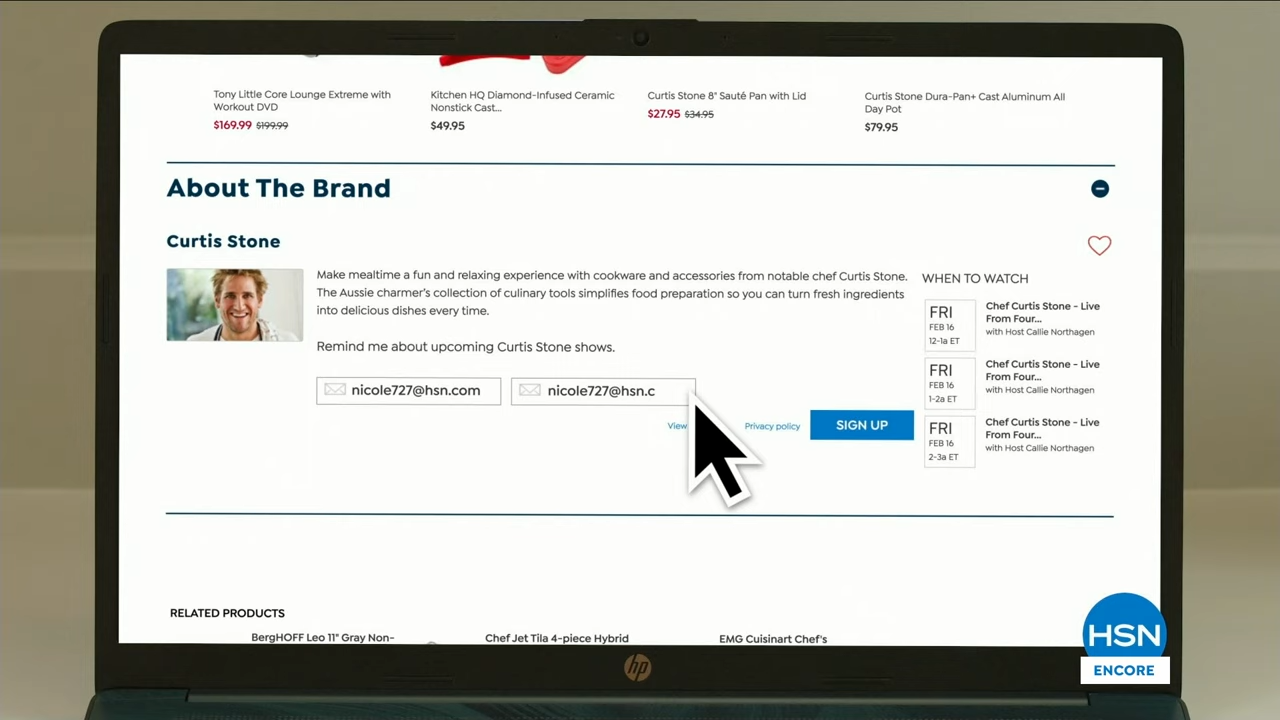 Tony Little Core Lounge Extreme with
Workout DVD
$169.99 $199.99
Kitchen HQ Diamond-Infused Ceramic
Nonstick Cast...
$49.95
Curtis Stone 8" Sauté Pan with Lid
$27.95 $34.95
Curtis Stone Dura-Pan+ Cast Aluminum All
Day Pot
$79.95
About The Brand
Curtis Stone
Make mealtime a fun and relaxing experience with cookware and accessories from notable chef Curtis Stone.
The Aussie charmer's collection of culinary tools simplifies food preparation so you can turn fresh ingredients
into delicious dishes every time.
Remind me about upcoming Curtis Stone shows.
nicole727@hsn.com
nicole727@hsn.c
View
Privacy policy
SIGN UP
WHEN TO WATCH
FRI
FEB 16
12-1a ET
Chef Curtis Stone - Live
From Four...
with Host Callie Northagen
FRI
FEB 16
1-2a ET
Chef Curtis Stone - Live
From Four...
with Host Callie Northagen
FRI
FEB 16
2-3a ET
Chef Curtis Stone - Live
From Four...
with Host Callie Northagen
RELATED PRODUCTS
BergHOFF Leo 11" Gray Non-
Chef Jet Tila 4-piece Hybrid
EMG Cuisinart Chef's
hp
HSN
ENCORE